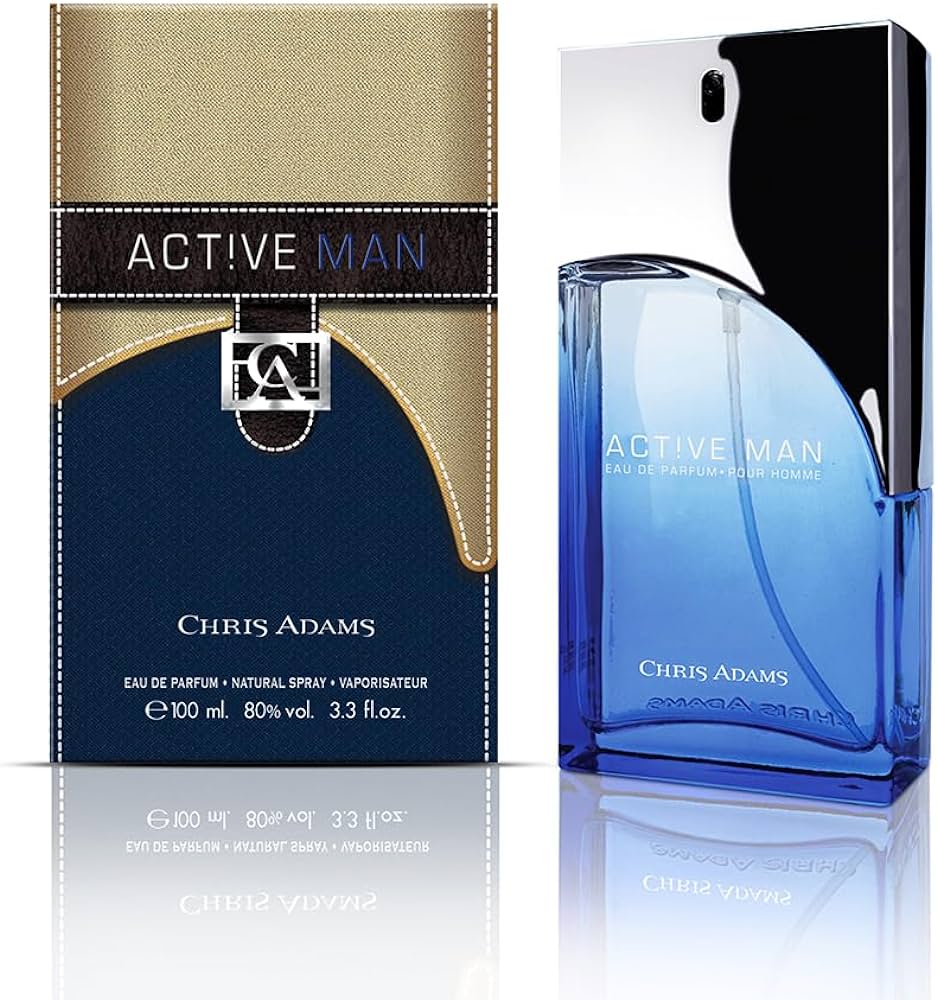 ACT!VE MAN
CA
CHRIS ADAMS
EAU DE PARFUM • NATURAL SPRAY • VAPORISATEUR
℮100 ml. 80% vol. 3.3 fl.oz.
ACT!VE MAN
EAU DE PARFUM • POUR HOMME
CHRIS ADAMS